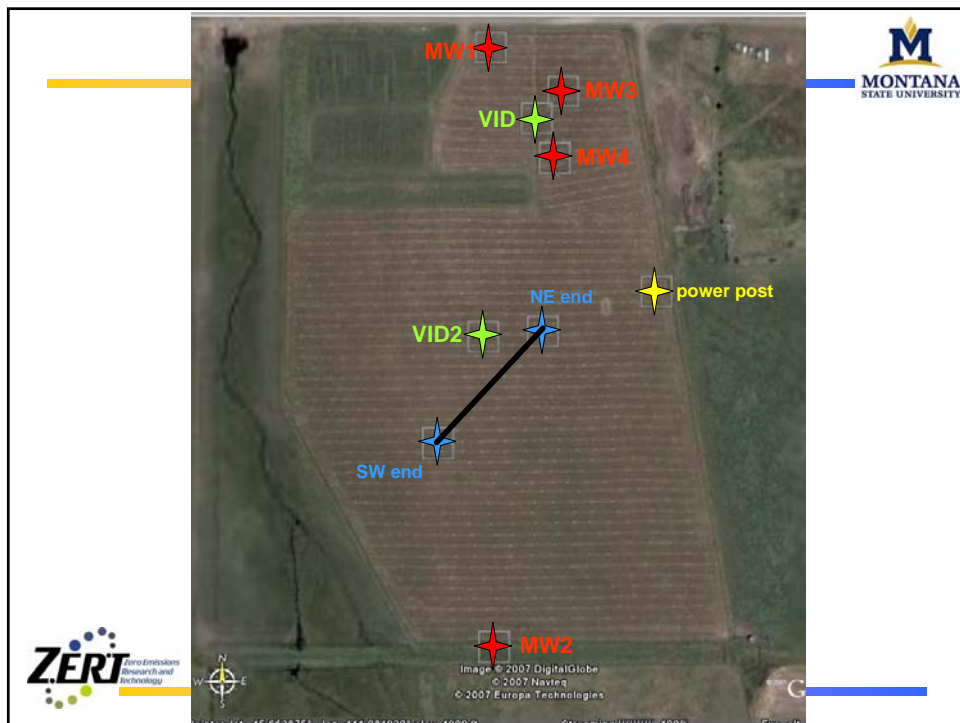 MW1
MONTANA
STATE UNIVERSITY
MW3
VID
MW4
power post
NE end
VID2
SW end
MW2
ZERT Zero Emissions
Research and
Technology
N
W E
S
Image © 2007 DigitalGlobe
© 2007 Navteq
© 2007 Europa Technologies
©2007 G